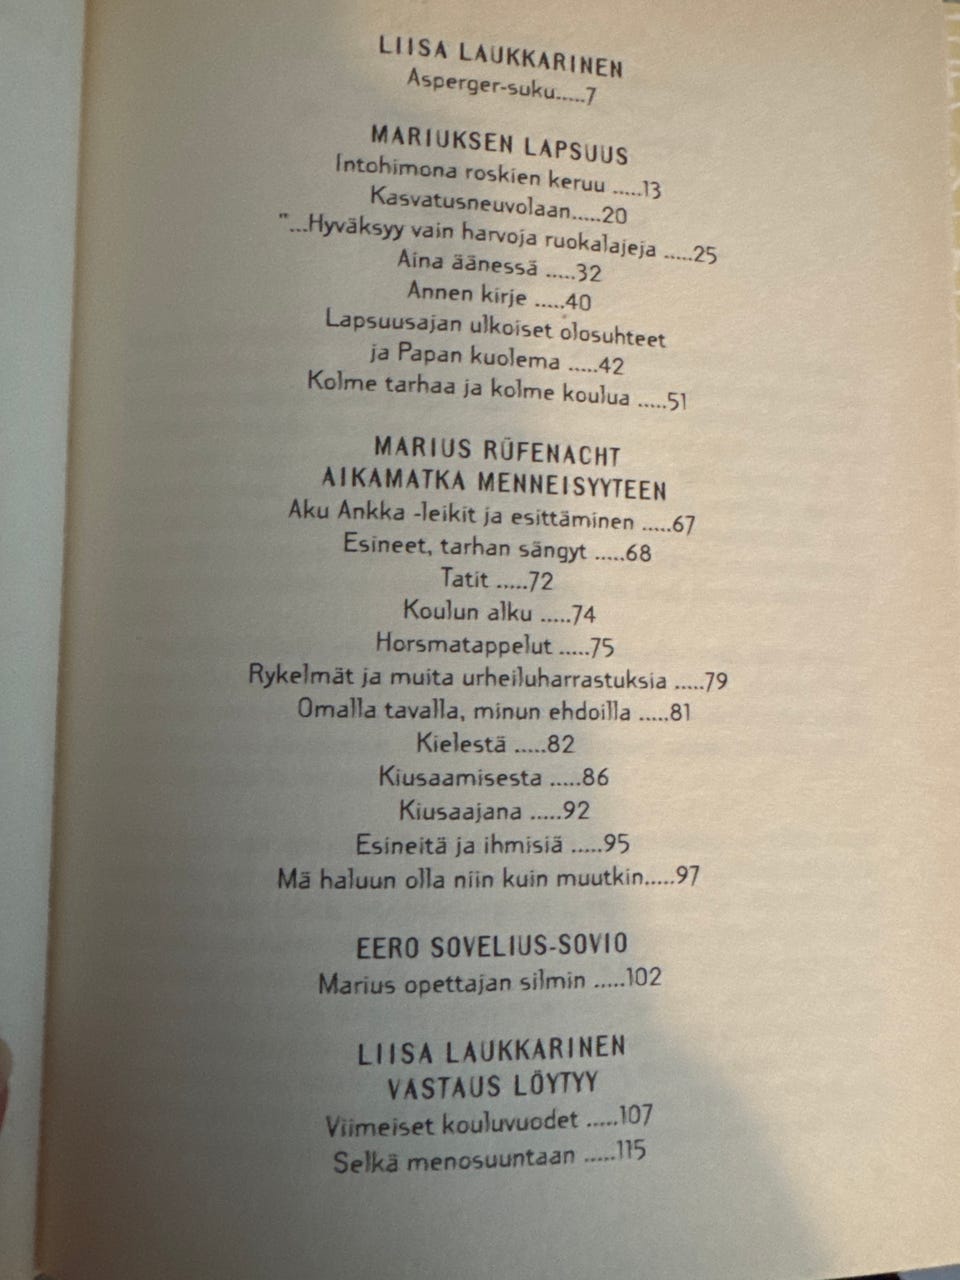 LIISA LAUKKARINEN
Asperger-suku.....7
MARIUKSEN LAPSUUS
Intohimona roskien keruu .....13
Kasvatusneuvolaan.....20
"...Hyväksyy vain harvoja ruokalajeja .....25
Aina äänessä .....32
Annen kirje .....40
Lapsuusajan ulkoiset olosuhteet
ja Papan kuolema .....42
Kolme tarhaa ja kolme koulua .....51
MARIUS RÜFENACHT
AIKAMATKA MENNEISYYTEEN
Aku Ankka -leikit ja esittäminen .....67
Esineet, tarhan sängyt .....68
Tatit .....72
Koulun alku .....74
Horsmatappelut .....75
Rykelmät ja muita urheiluharrastuksia .....79
Omalla tavalla, minun ehdoilla .....81
Kielestä .....82
Kiusaamisesta .....86
Kiusaajana .....92
Esineitä ja ihmisiä .....95
Mä haluun olla niin kuin muutkin.....97
EERO SOVELIUS-SOVIO
Marius opettajan silmin .....102
LIISA LAUKKARINEN
VASTAUS LÖYTYY
Viimeiset kouluvuodet .....107
Selkä menosuuntaan .....115